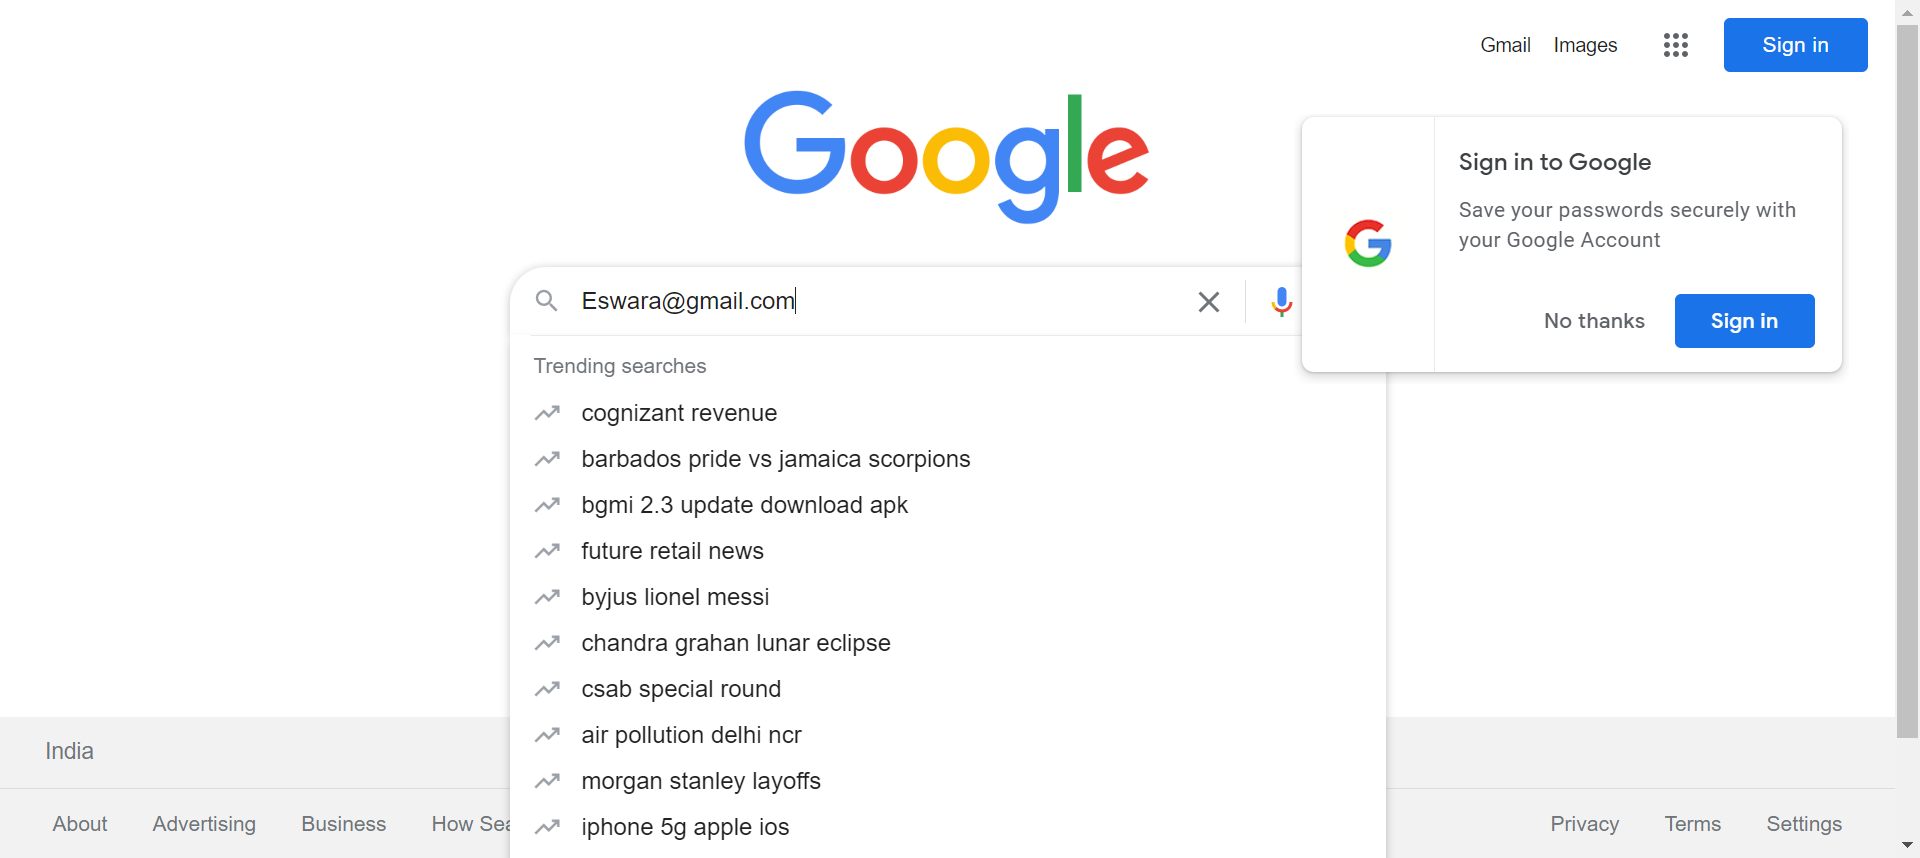 Gmail Images Sign in
Google
Sign in to Google
Save your passwords securely with
your Google Account
No thanks Sign in
Eswara@gmail.com
Trending searches
cognizant revenue
barbados pride vs jamaica scorpions
bgmi 2.3 update download apk
future retail news
byjus lionel messi
chandra grahan lunar eclipse
csab special round
air pollution delhi ncr
morgan stanley layoffs
iphone 5g apple ios
India
About Advertising Business How Sea
Privacy Terms Settings